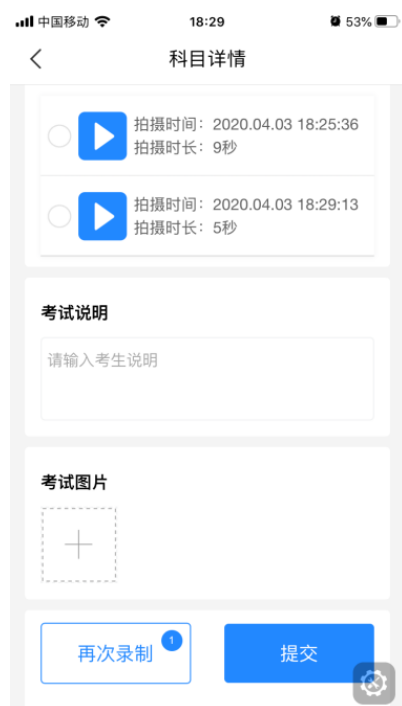 中国移动 18:29 53%
科目详情
拍摄时间：2020.04.03 18:25:36
拍摄时长：9秒
拍摄时间：2020.04.03 18:29:13
拍摄时长：5秒
考试说明
请输入考生说明
考试图片
再次录制 1 提交